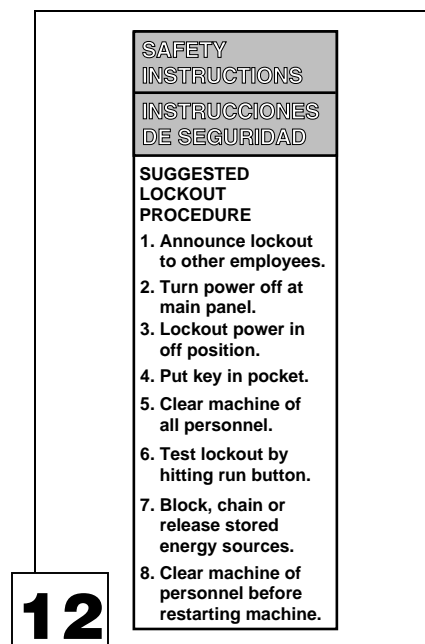 SAFETY
INSTRUCTIONS
INSTRUCCIONES
DE SEGURIDAD
SUGGESTED
LOCKOUT
PROCEDURE
1. Announce lockout
to other employees.
2. Turn power off at
main panel.
3. Lockout power in
off position.
4. Put key in pocket.
5. Clear machine of
all personnel.
6. Test lockout by
hitting run button.
7. Block, chain or
release stored
energy sources.
8. Clear machine of
personnel before
restarting machine.
12